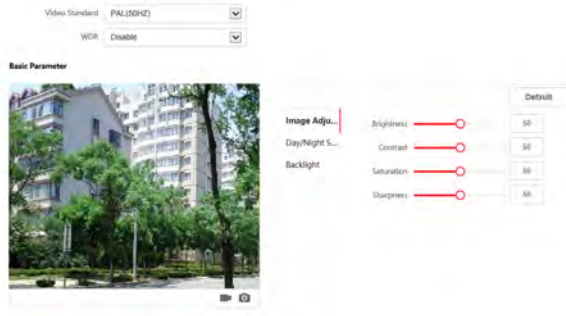 Video Standard PAL(50HZ)
WDR Disable
Basic Parameter
Default
Image Adju...
Day/Night S...
Backlight
Brightness 50
Contrast 50
Saturation 50
Sharpness 50